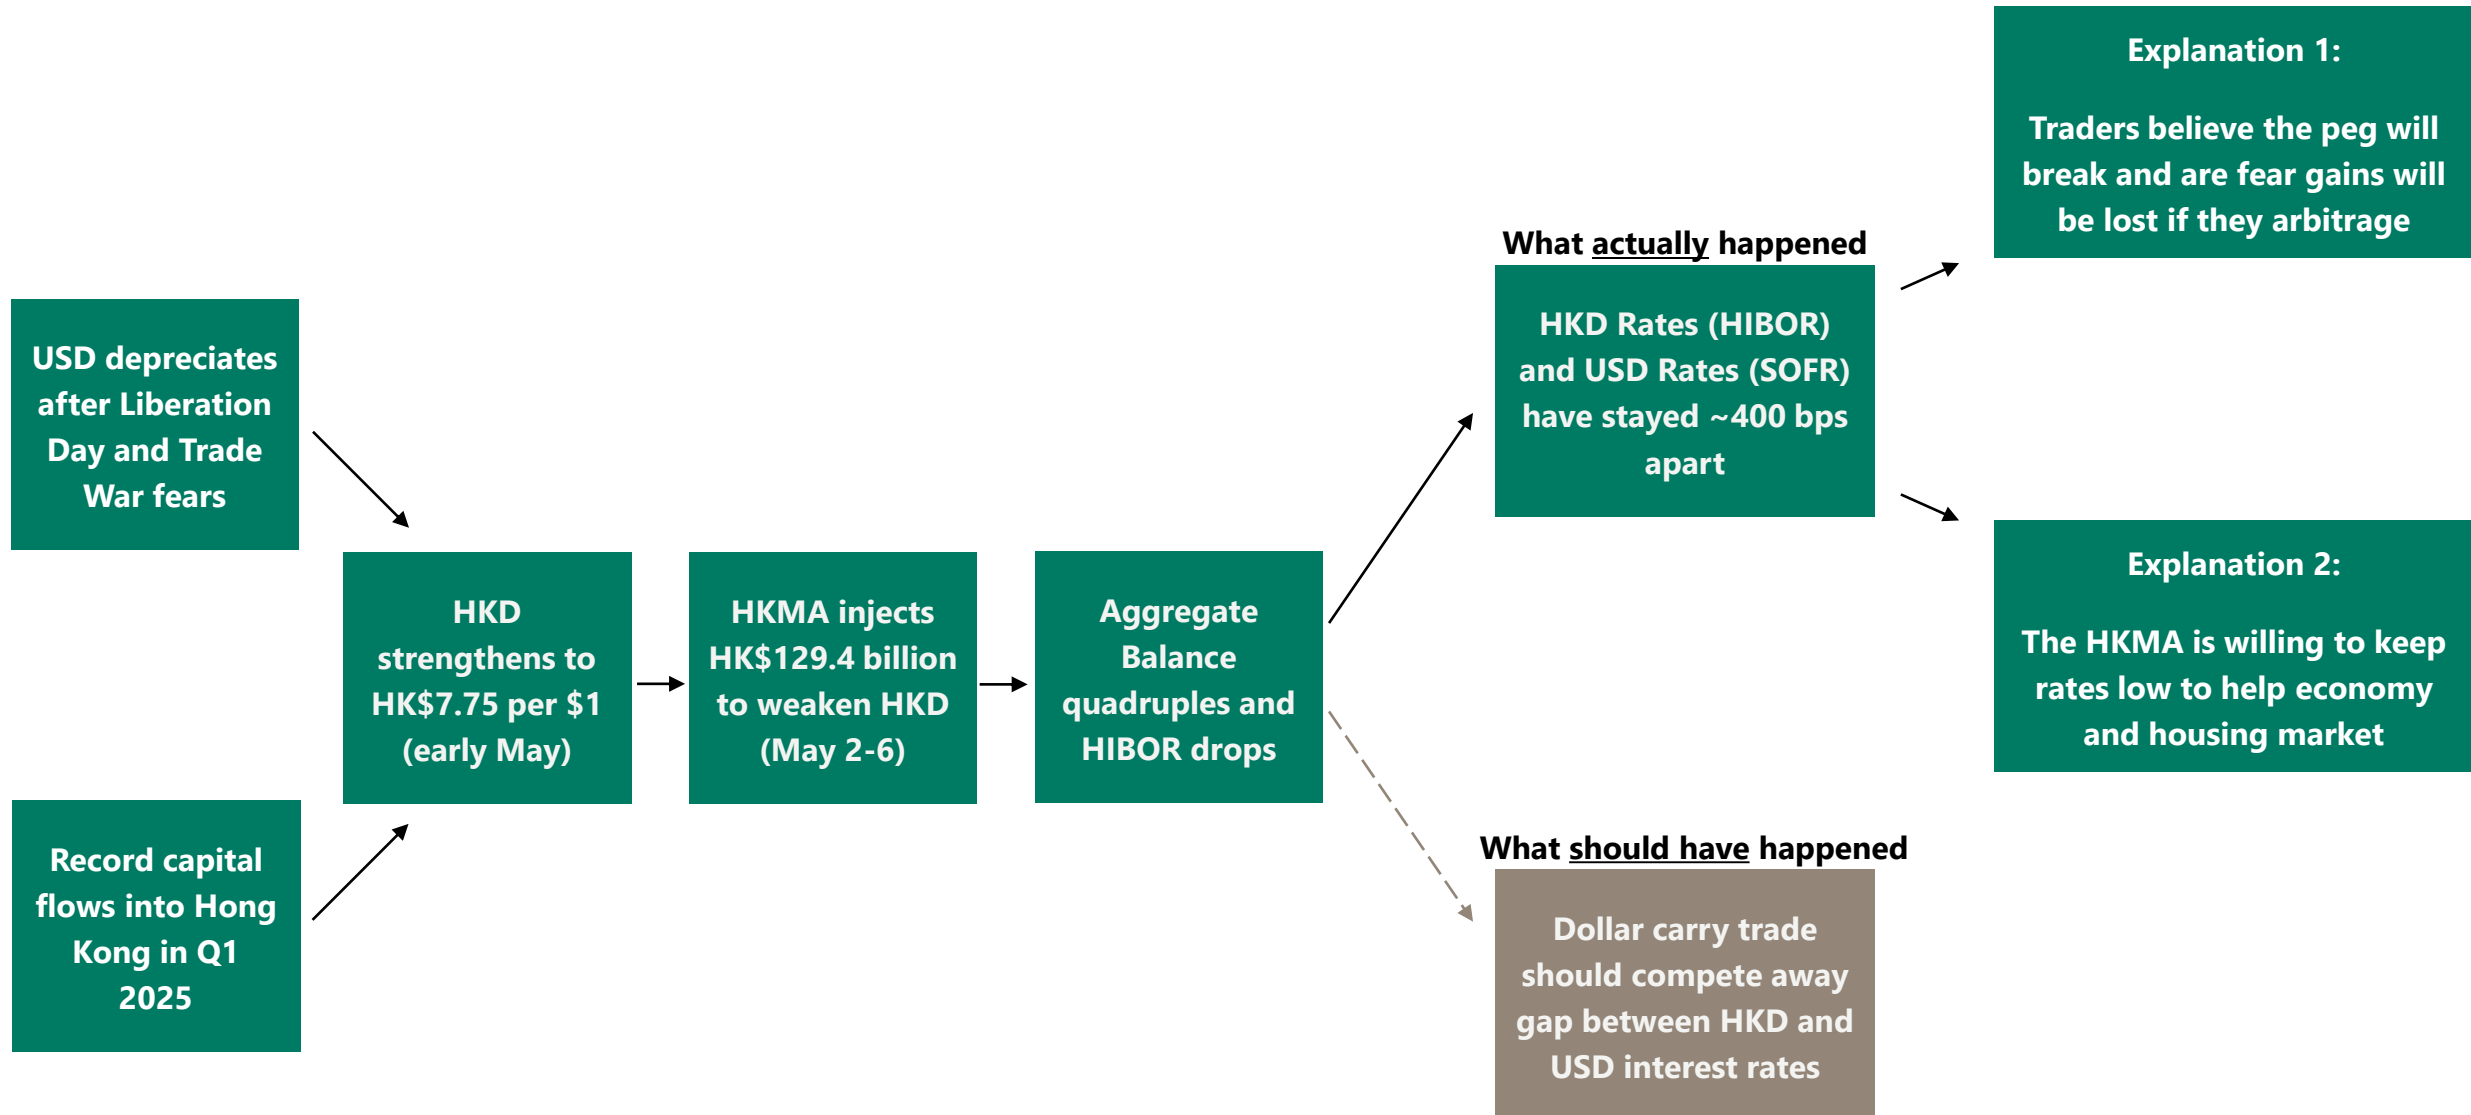 USD depreciates
after Liberation
Day and Trade
War fears
Record capital
flows into Hong
Kong in Q1
2025
HKD
strengthens to
HK$7.75 per $1
(early May)
HKMA injects
HK$129.4 billion
to weaken HKD
(May 2-6)
Aggregate
Balance
quadruples and
HIBOR drops
What actually happened
HKD Rates (HIBOR)
and USD Rates (SOFR)
have stayed ~400 bps
apart
Explanation 1:
Traders believe the peg will
break and are fear gains will
be lost if they arbitrage
Explanation 2:
The HKMA is willing to keep
rates low to help economy
and housing market
What should have happened
Dollar carry trade
should compete away
gap between HKD and
USD interest rates